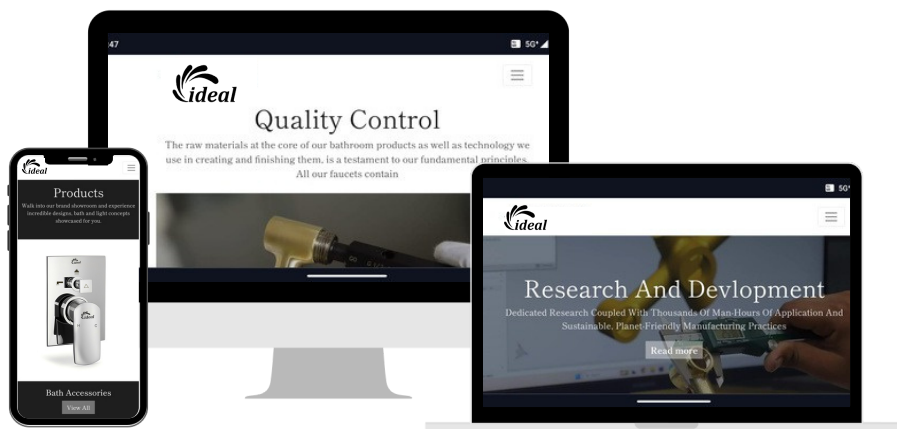 :47
5G
ideal
Quality Control
The raw materials at the core of our bathroom products as well as technology we
use in creating and finishing them, is a testament to our fundamental principles.
All our faucets contain
GO
ideal
Products
Walk into our brand showroom and experience
incredible designs, bath and light concepts
showcased for you.
ideal
ideal
Bath Accessories
View All
5G
ideal
Research And Devlopment
Dedicated Research Coupled With Thousands Of Man-Hours Of Application And
Sustainable, Planet-Friendly Manufacturing Practices
Read more